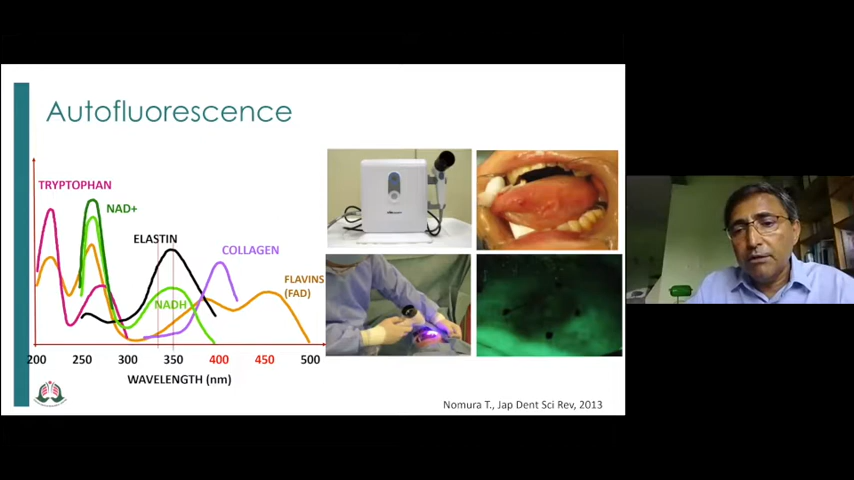 Autofluorescence
TRYPTOPHAN
NAD+
ELASTIN
COLLAGEN
NADH
FLAVINS
(FAD)
200 250 300 350 400 450 500
WAVELENGTH (nm)
Nomura T., Jap Dent Sci Rev, 2013